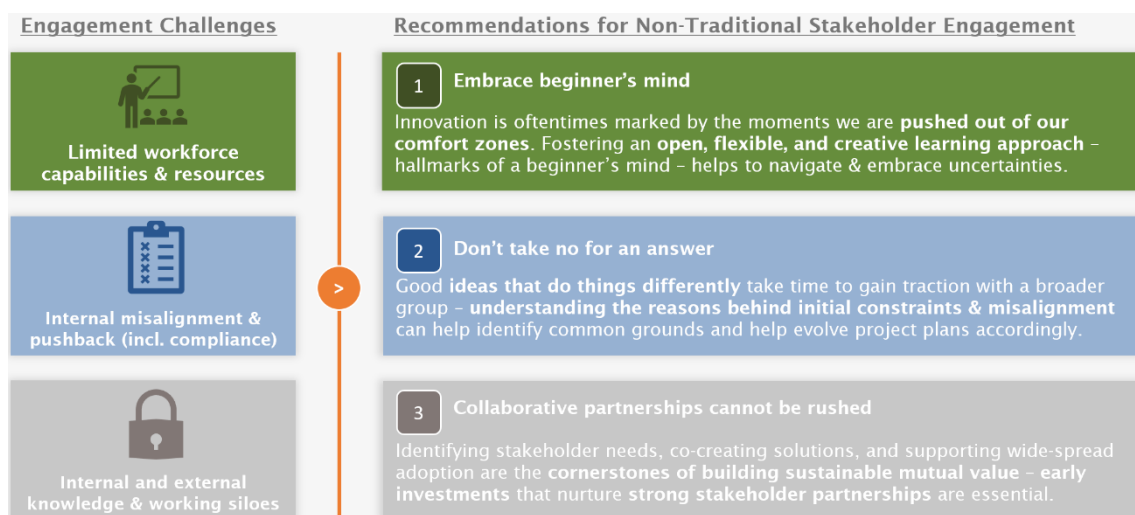 Engagement Challenges
Recommendations for Non-Traditional Stakeholder Engagement
Limited workforce
capabilities & resources
1
Embrace beginner's mind
Innovation is oftentimes marked by the moments we are pushed out of our
comfort zones. Fostering an open, flexible, and creative learning approach –
hallmarks of a beginner's mind – helps to navigate & embrace uncertainties.
Internal misalignment &
pushback (incl. compliance)
>
2
Don't take no for an answer
Good ideas that do things differently take time to gain traction with a broader
group – understanding the reasons behind initial constraints & misalignment
can help identify common grounds and help evolve project plans accordingly.
Internal and external
knowledge & working siloes
3
Collaborative partnerships cannot be rushed
Identifying stakeholder needs, co-creating solutions, and supporting wide-spread
adoption are the cornerstones of building sustainable mutual value – early
investments that nurture strong stakeholder partnerships are essential.